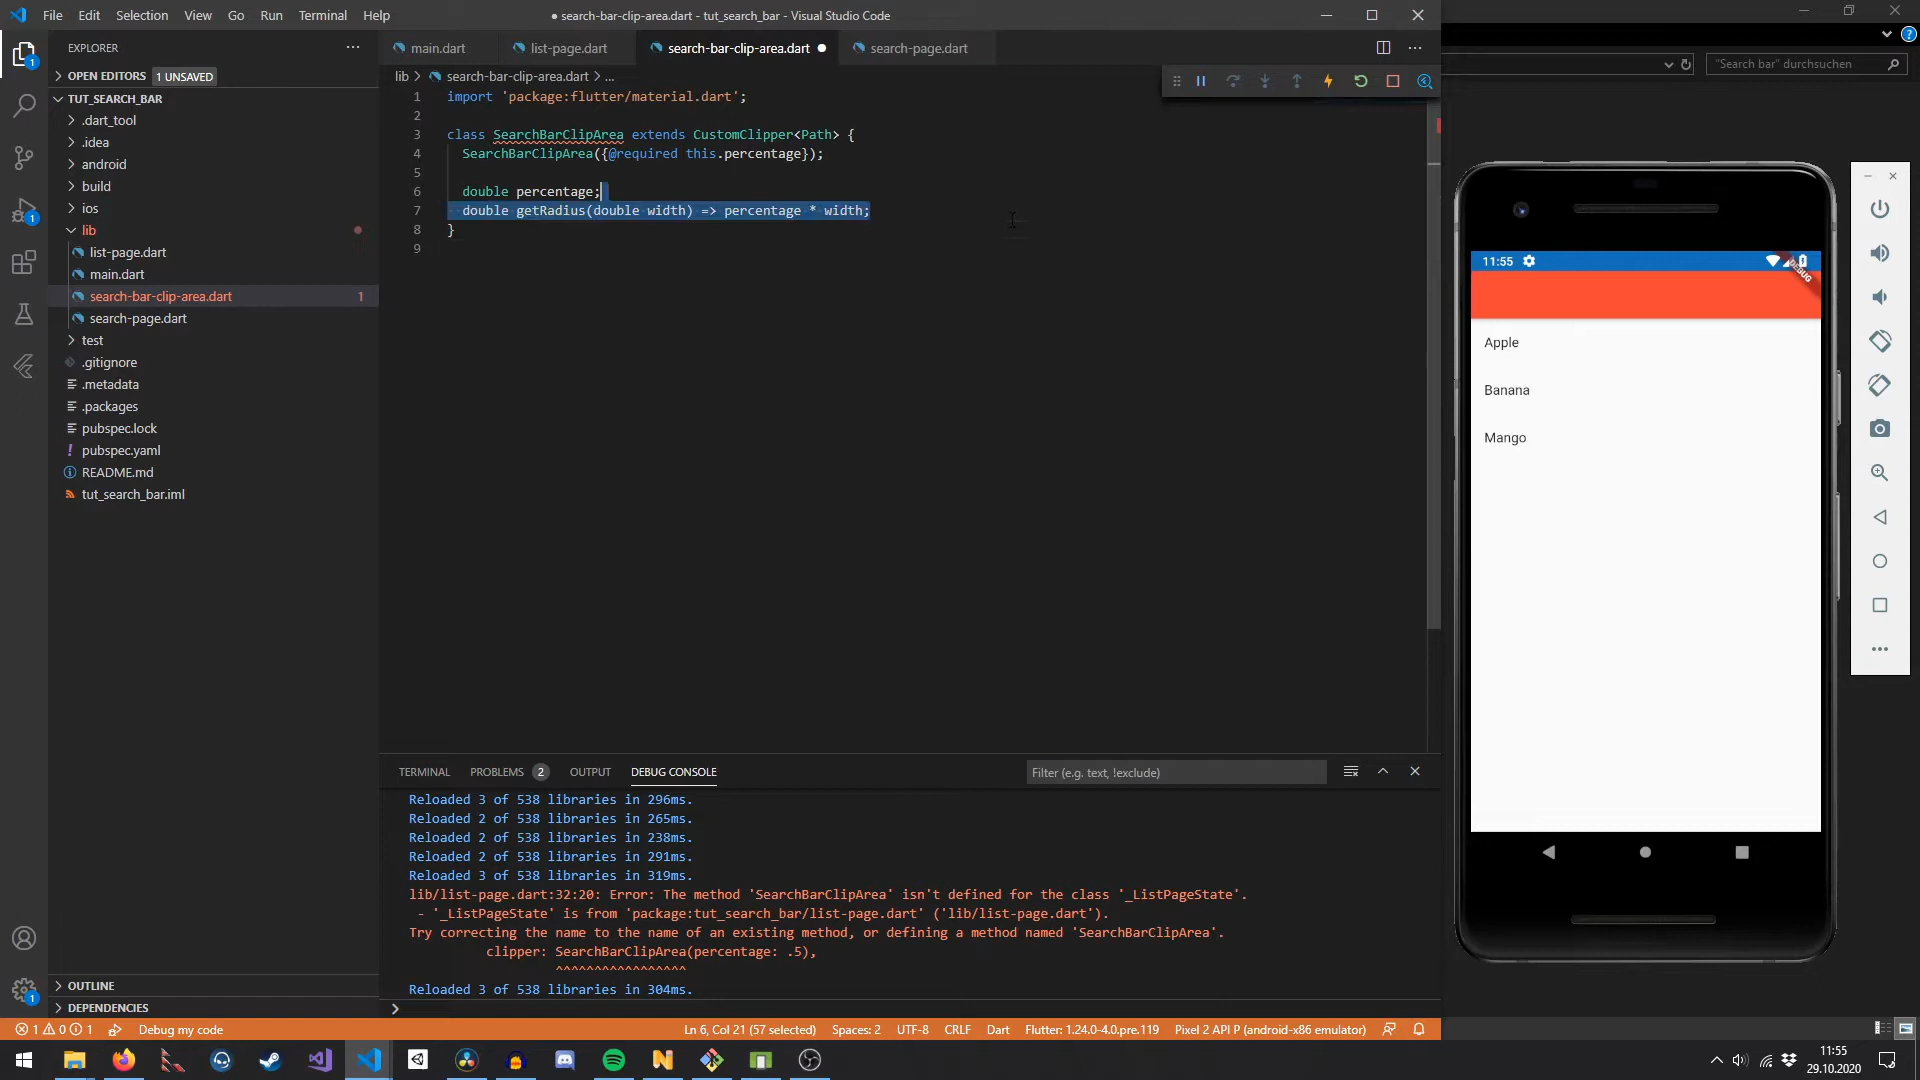 File Edit Selection View Go Run Terminal Help
● search-bar-clip-area.dart - tut_search_bar - Visual Studio Code
EXPLORER
OPEN EDITORS 1 UNSAVED
TUT_SEARCH_BAR
.dart_tool
.idea
android
build
ios
lib
list-page.dart
main.dart
search-bar-clip-area.dart 1
search-page.dart
test
.gitignore
.metadata
.packages
pubspec.lock
pubspec.yaml
README.md
tut_search_bar.iml
OUTLINE
DEPENDENCIES
main.dart list-page.dart search-bar-clip-area.dart search-page.dart
lib > search-bar-clip-area.dart > ...
1 import 'package:flutter/material.dart';
2
3 class SearchBarClipArea extends CustomClipper<Path> {
4 SearchBarClipArea({@required this.percentage});
5
6 double percentage;
7 double getRadius(double width) => percentage * width;
8 }
9
TERMINAL PROBLEMS 2 OUTPUT DEBUG CONSOLE Filter (e.g. text, !exclude)
Reloaded 3 of 538 libraries in 296ms.
Reloaded 2 of 538 libraries in 265ms.
Reloaded 2 of 538 libraries in 238ms.
Reloaded 2 of 538 libraries in 291ms.
Reloaded 3 of 538 libraries in 319ms.
lib/list-page.dart:32:20: Error: The method 'SearchBarClipArea' isn't defined for the class '_ListPageState'.
- '_ListPageState' is from 'package:tut_search_bar/list-page.dart' ('lib/list-page.dart').
Try correcting the name to the name of an existing method, or defining a method named 'SearchBarClipArea'.
clipper: SearchBarClipArea(percentage: .5),
^^^^^^^^^^^^^^^^^
Reloaded 3 of 538 libraries in 304ms.
1 0 1 Debug my code Ln 6, Col 21 (57 selected) Spaces: 2 UTF-8 CRLF Dart Flutter: 1.24.0-4.0.pre.119 Pixel 2 API P (android-x86 emulator)
"Search bar" durchsuchen
11:55
DEBUG
Apple
Banana
Mango
11:55
29.10.2020